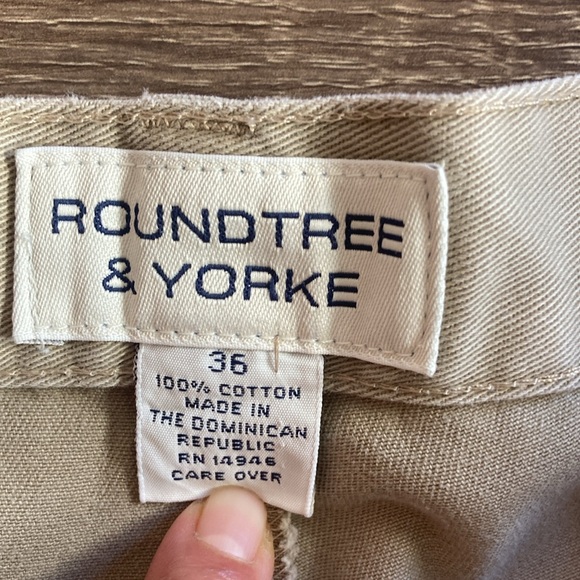 ROUNDTREE
& YORKE
36
100% COTTON
MADE IN
THE DOMINICAN
REPUBLIC
RN 14946
CARE OVER